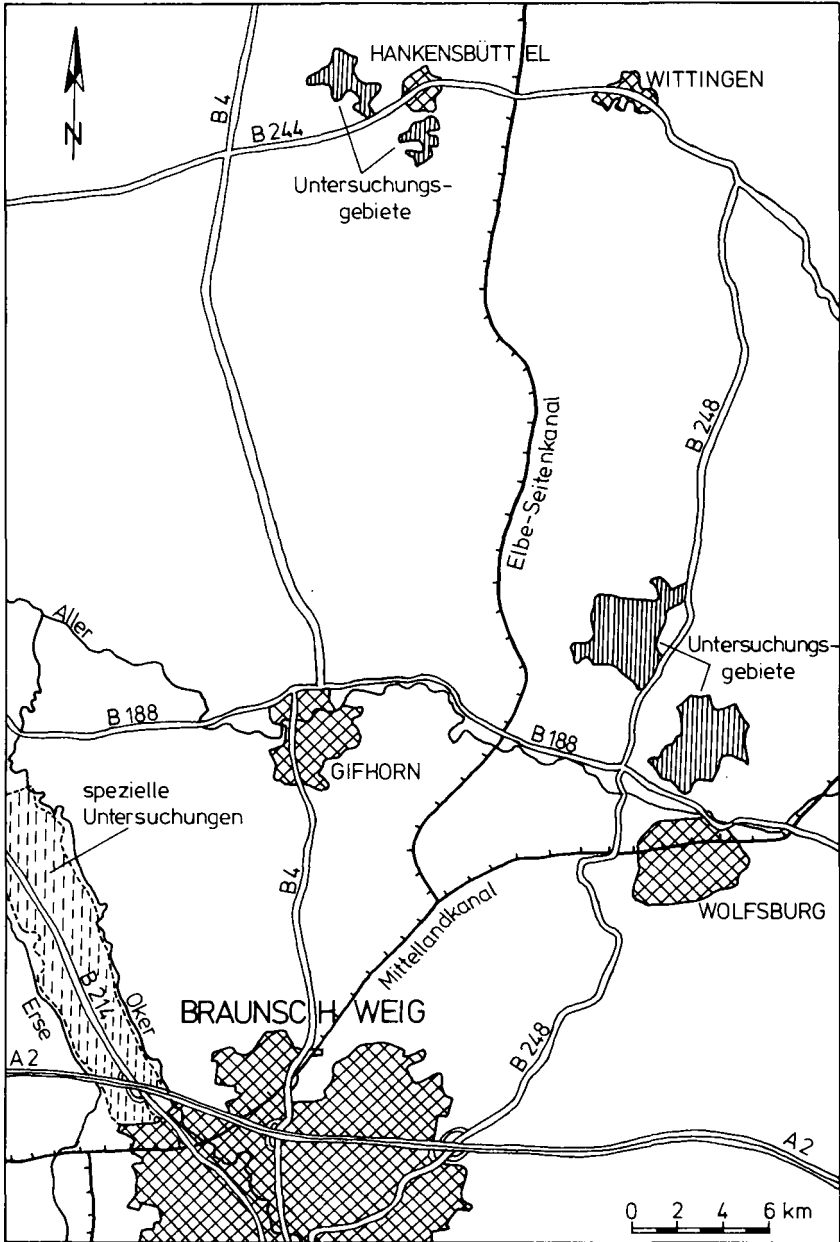 HANKENSBÜTTEL
WITTINGEN
B 4
N
B 244
Untersuchungs-
gebiete
B 248
Elbe-Seitenkanal
Aller
Untersuchungs-
gebiete
B 188
B 188
GIFHORN
spezielle
Untersuchungen
B4
WOLFSBURG
Mittellandkanal
B 214
Oker
Erse
BRAUNSCHWEIG
B 248
A 2
A 2
0 2 4 6 km